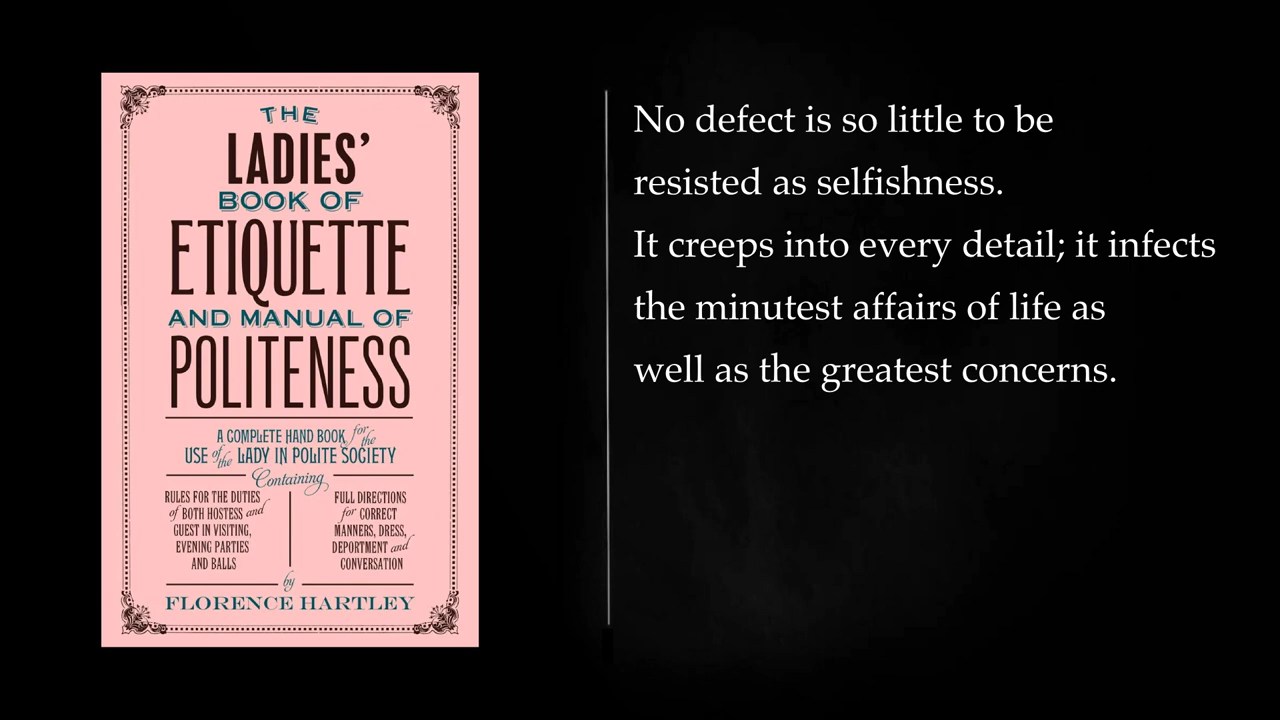 THE
LADIES'
BOOK OF
ETIQUETTE
AND MANUAL OF
POLITENESS
A COMPLETE HAND BOOK for the
USE of the LADY IN POLITE SOCIETY
Containing
RULES FOR THE DUTIES
of BOTH HOSTESS and
GUEST IN VISITING,
EVENING PARTIES
AND BALLS
FULL DIRECTIONS
for CORRECT
MANNERS, DRESS,
DEPORTMENT and
CONVERSATION
by
FLORENCE HARTLEY
No defect is so little to be
resisted as selfishness.
It creeps into every detail; it infects
the minutest affairs of life as
well as the greatest concerns.